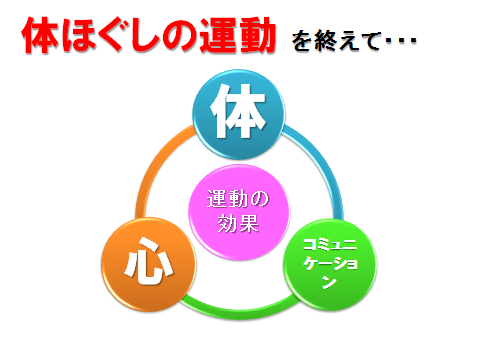 体ほぐしの運動 を終えて・・・
体
運動の
効果
心
コミュニ
ケーショ
ン